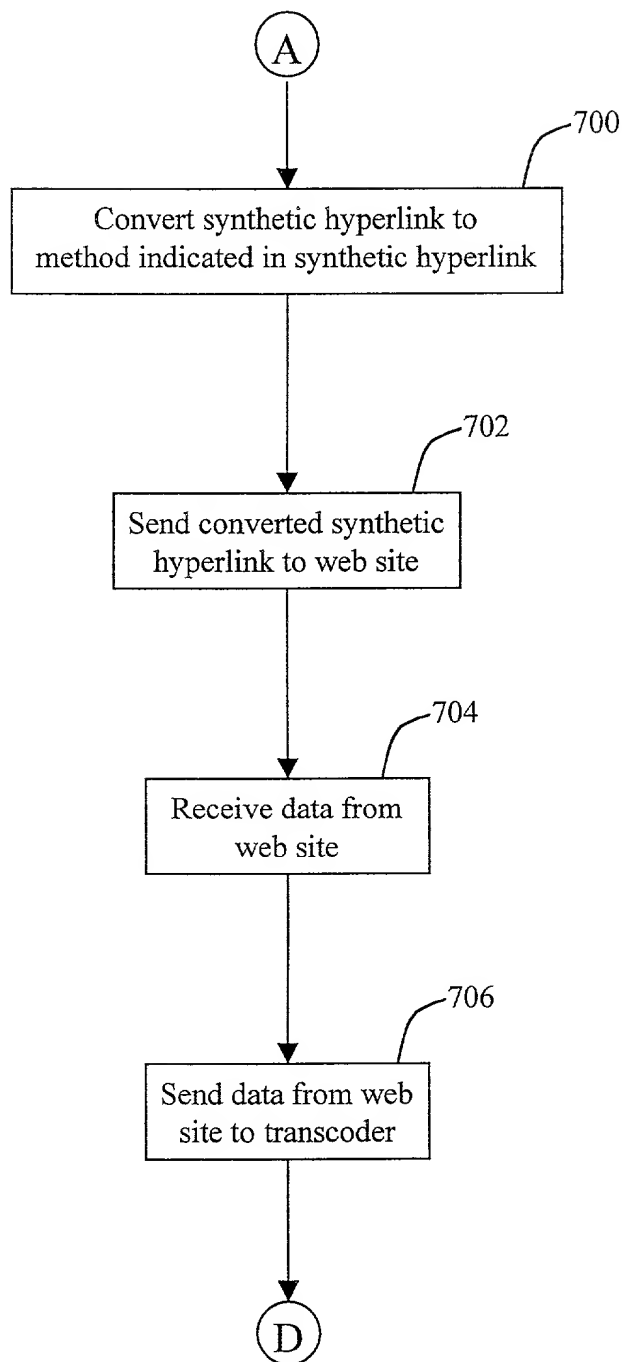 A
700
Convert synthetic hyperlink to
method indicated in synthetic hyperlink
702
Send converted synthetic
hyperlink to web site
704
Receive data from
web site
706
Send data from web
site to transcoder
D